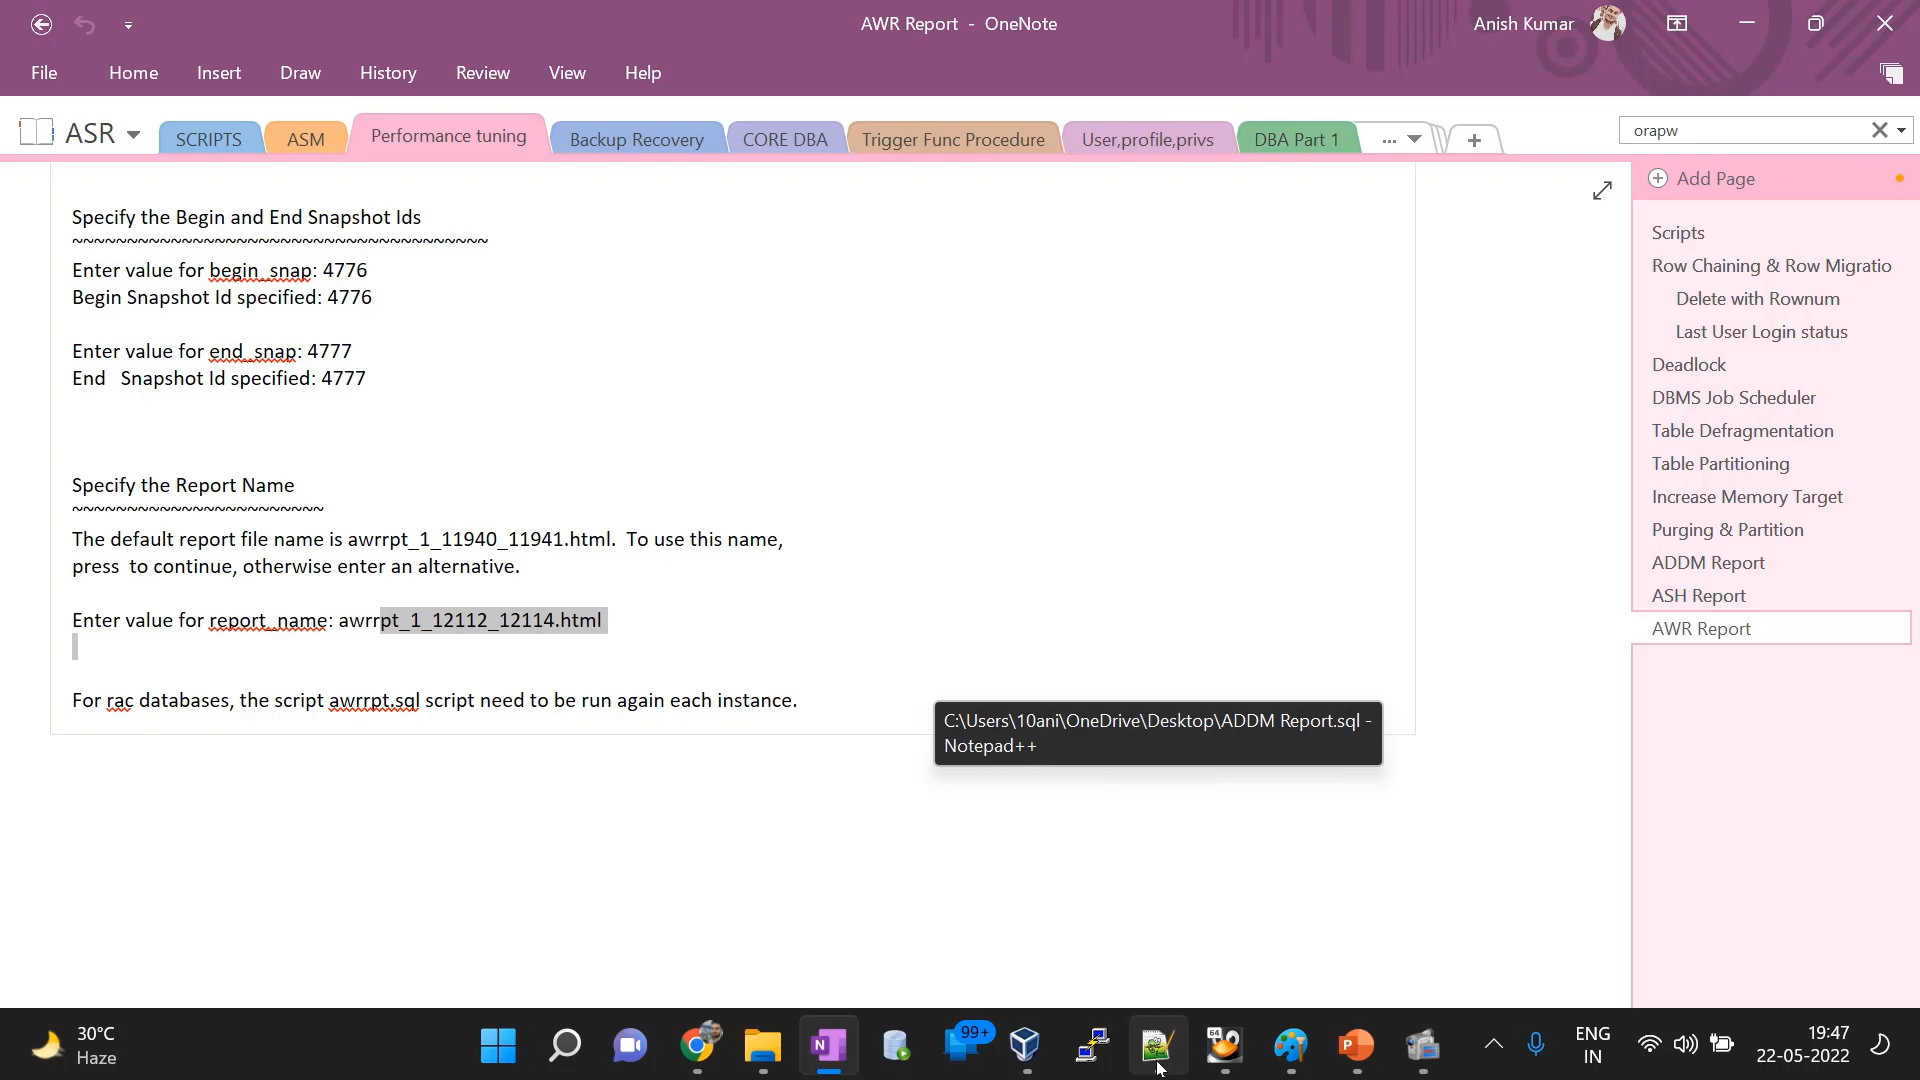 AWR Report - OneNote
Anish Kumar
File Home Insert Draw History Review View Help
ASR
SCRIPTS
ASM
Performance tuning
Backup Recovery
CORE DBA
Trigger Func Procedure
User,profile,privs
DBA Part 1
...
orapw
Add Page
Specify the Begin and End Snapshot Ids
~~~~~~~~~~~~~~~~~~~~~~~~~~~~~~~~~~~~~~
Enter value for begin_snap: 4776
Begin Snapshot Id specified: 4776
Enter value for end_snap: 4777
End   Snapshot Id specified: 4777
Specify the Report Name
~~~~~~~~~~~~~~~~~~~~~~~
The default report file name is awrrpt_1_11940_11941.html.  To use this name,
press  to continue, otherwise enter an alternative.
Enter value for report_name: awrrpt_1_12112_12114.html
For rac databases, the script awrrpt.sql script need to be run again each instance.
C:\Users\10ani\OneDrive\Desktop\ADDM Report.sql -
Notepad++
Scripts
Row Chaining & Row Migratio
Delete with Rownum
Last User Login status
Deadlock
DBMS Job Scheduler
Table Defragmentation
Table Partitioning
Increase Memory Target
Purging & Partition
ADDM Report
ASH Report
AWR Report
30°C
Haze
N
99+
64
P
ENG
IN
19:47
22-05-2022